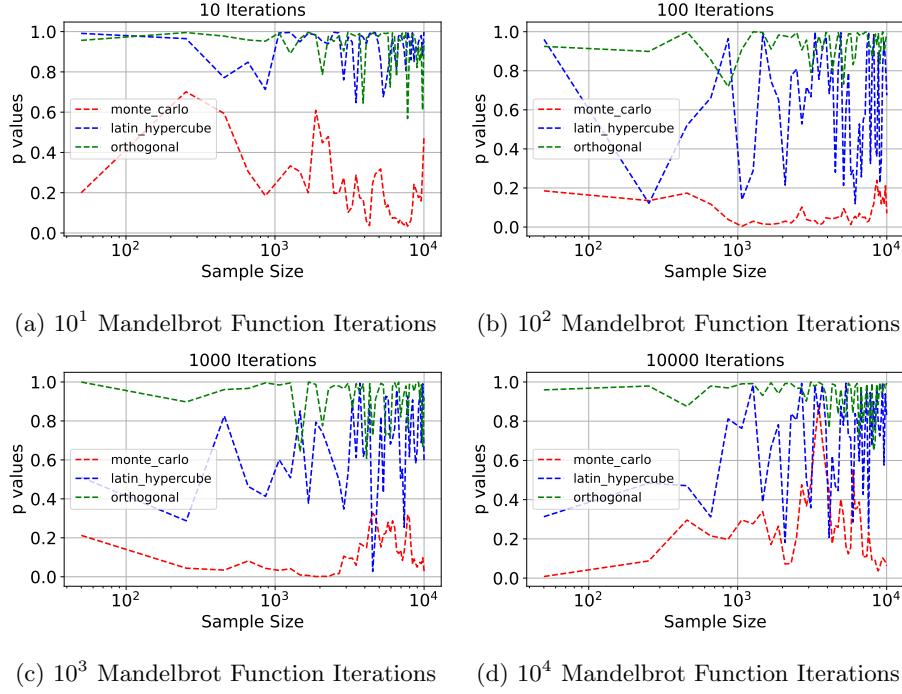 10 Iterations
1.0
0.8
0.6
0.4
0.2
0.0
p values
monte_carlo
latin_hypercube
orthogonal
10²
10³
10⁴
Sample Size
(a) 10¹ Mandelbrot Function Iterations
100 Iterations
1.0
0.8
0.6
0.4
0.2
0.0
p values
monte_carlo
latin_hypercube
orthogonal
10²
10³
10⁴
Sample Size
(b) 10² Mandelbrot Function Iterations
1000 Iterations
1.0
0.8
0.6
0.4
0.2
0.0
p values
monte_carlo
latin_hypercube
orthogonal
10²
10³
10⁴
Sample Size
(c) 10³ Mandelbrot Function Iterations
10000 Iterations
1.0
0.8
0.6
0.4
0.2
0.0
p values
monte_carlo
latin_hypercube
orthogonal
10²
10³
10⁴
Sample Size
(d) 10⁴ Mandelbrot Function Iterations